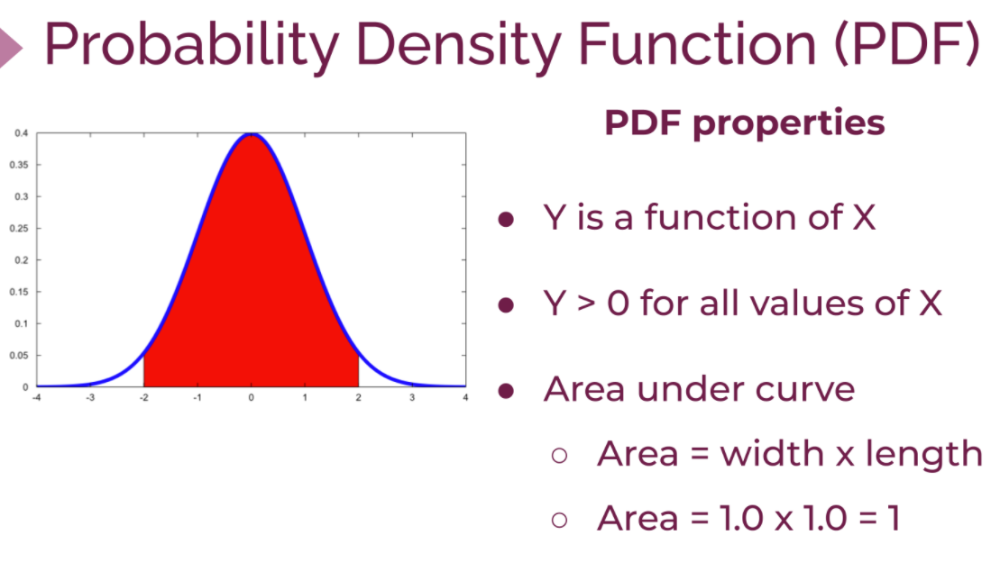 Probability Density Function (PDF)
PDF properties
● Y is a function of X
● Y > 0 for all values of X
● Area under curve
○ Area = width x length
○ Area = 1.0 x 1.0 = 1
0.4
0.35
0.3
0.25
0.2
0.15
0.1
0.05
0
-4 -3 -2 -1 0 1 2 3 4